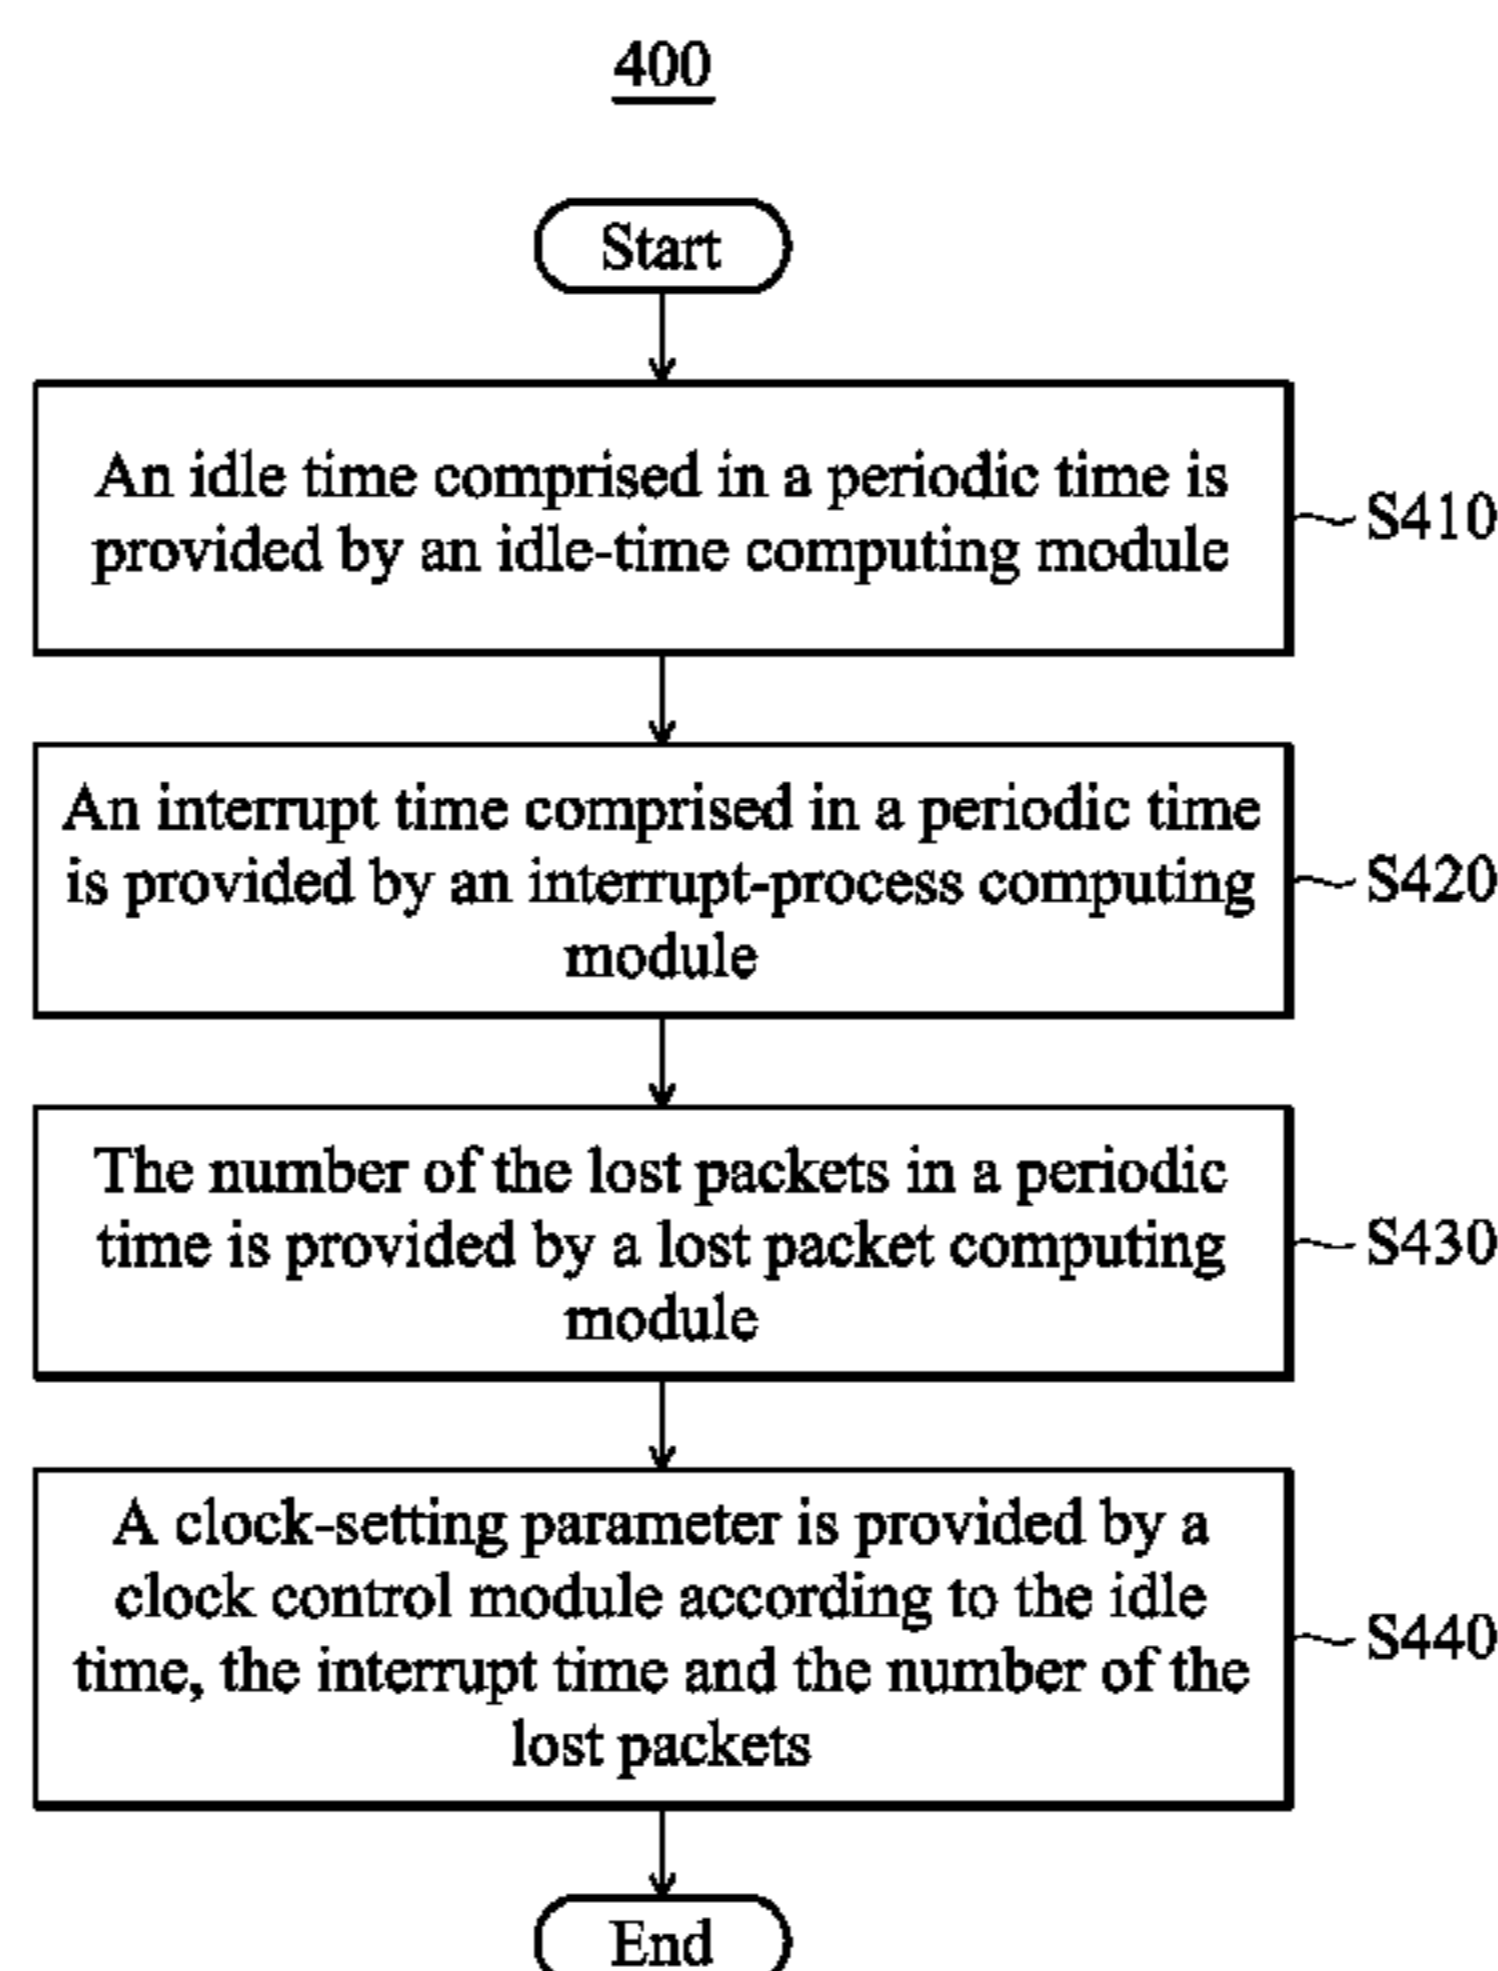 400
Start
An idle time comprised in a periodic time is
provided by an idle-time computing module
S410
An interrupt time comprised in a periodic time
is provided by an interrupt-process computing
module
S420
The number of the lost packets in a periodic
time is provided by a lost packet computing
module
S430
A clock-setting parameter is provided by a
clock control module according to the idle
time, the interrupt time and the number of the
lost packets
S440
End